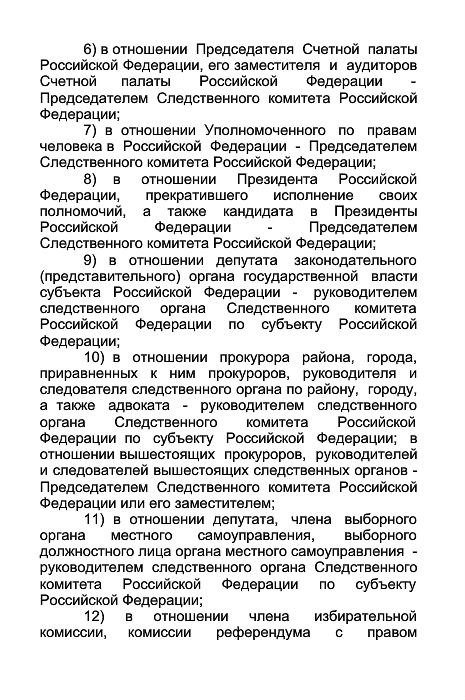 6) в отношении Председателя Счетной палаты
Российской Федерации, его заместителя и аудиторов
Счетной палаты Российской Федерации -
Председателем Следственного комитета Российской
Федерации;
7) в отношении Уполномоченного по правам
человека в Российской Федерации - Председателем
Следственного комитета Российской Федерации;
8) в отношении Президента Российской
Федерации, прекратившего исполнение своих
полномочий, а также кандидата в Президенты
Российской Федерации - Председателем
Следственного комитета Российской Федерации;
9) в отношении депутата законодательного
(представительного) органа государственной власти
субъекта Российской Федерации - руководителем
следственного органа Следственного комитета
Российской Федерации по субъекту Российской
Федерации;
10) в отношении прокурора района, города,
приравненных к ним прокуроров, руководителя и
следователя следственного органа по району, городу,
а также адвоката - руководителем следственного
органа Следственного комитета Российской
Федерации по субъекту Российской Федерации; в
отношении вышестоящих прокуроров, руководителей
и следователей вышестоящих следственных органов -
Председателем Следственного комитета Российской
Федерации или его заместителем;
11) в отношении депутата, члена выборного
органа местного самоуправления, выборного
должностного лица органа местного самоуправления -
руководителем следственного органа Следственного
комитета Российской Федерации по субъекту
Российской Федерации;
12) в отношении члена избирательной
комиссии, комиссии референдума с правом